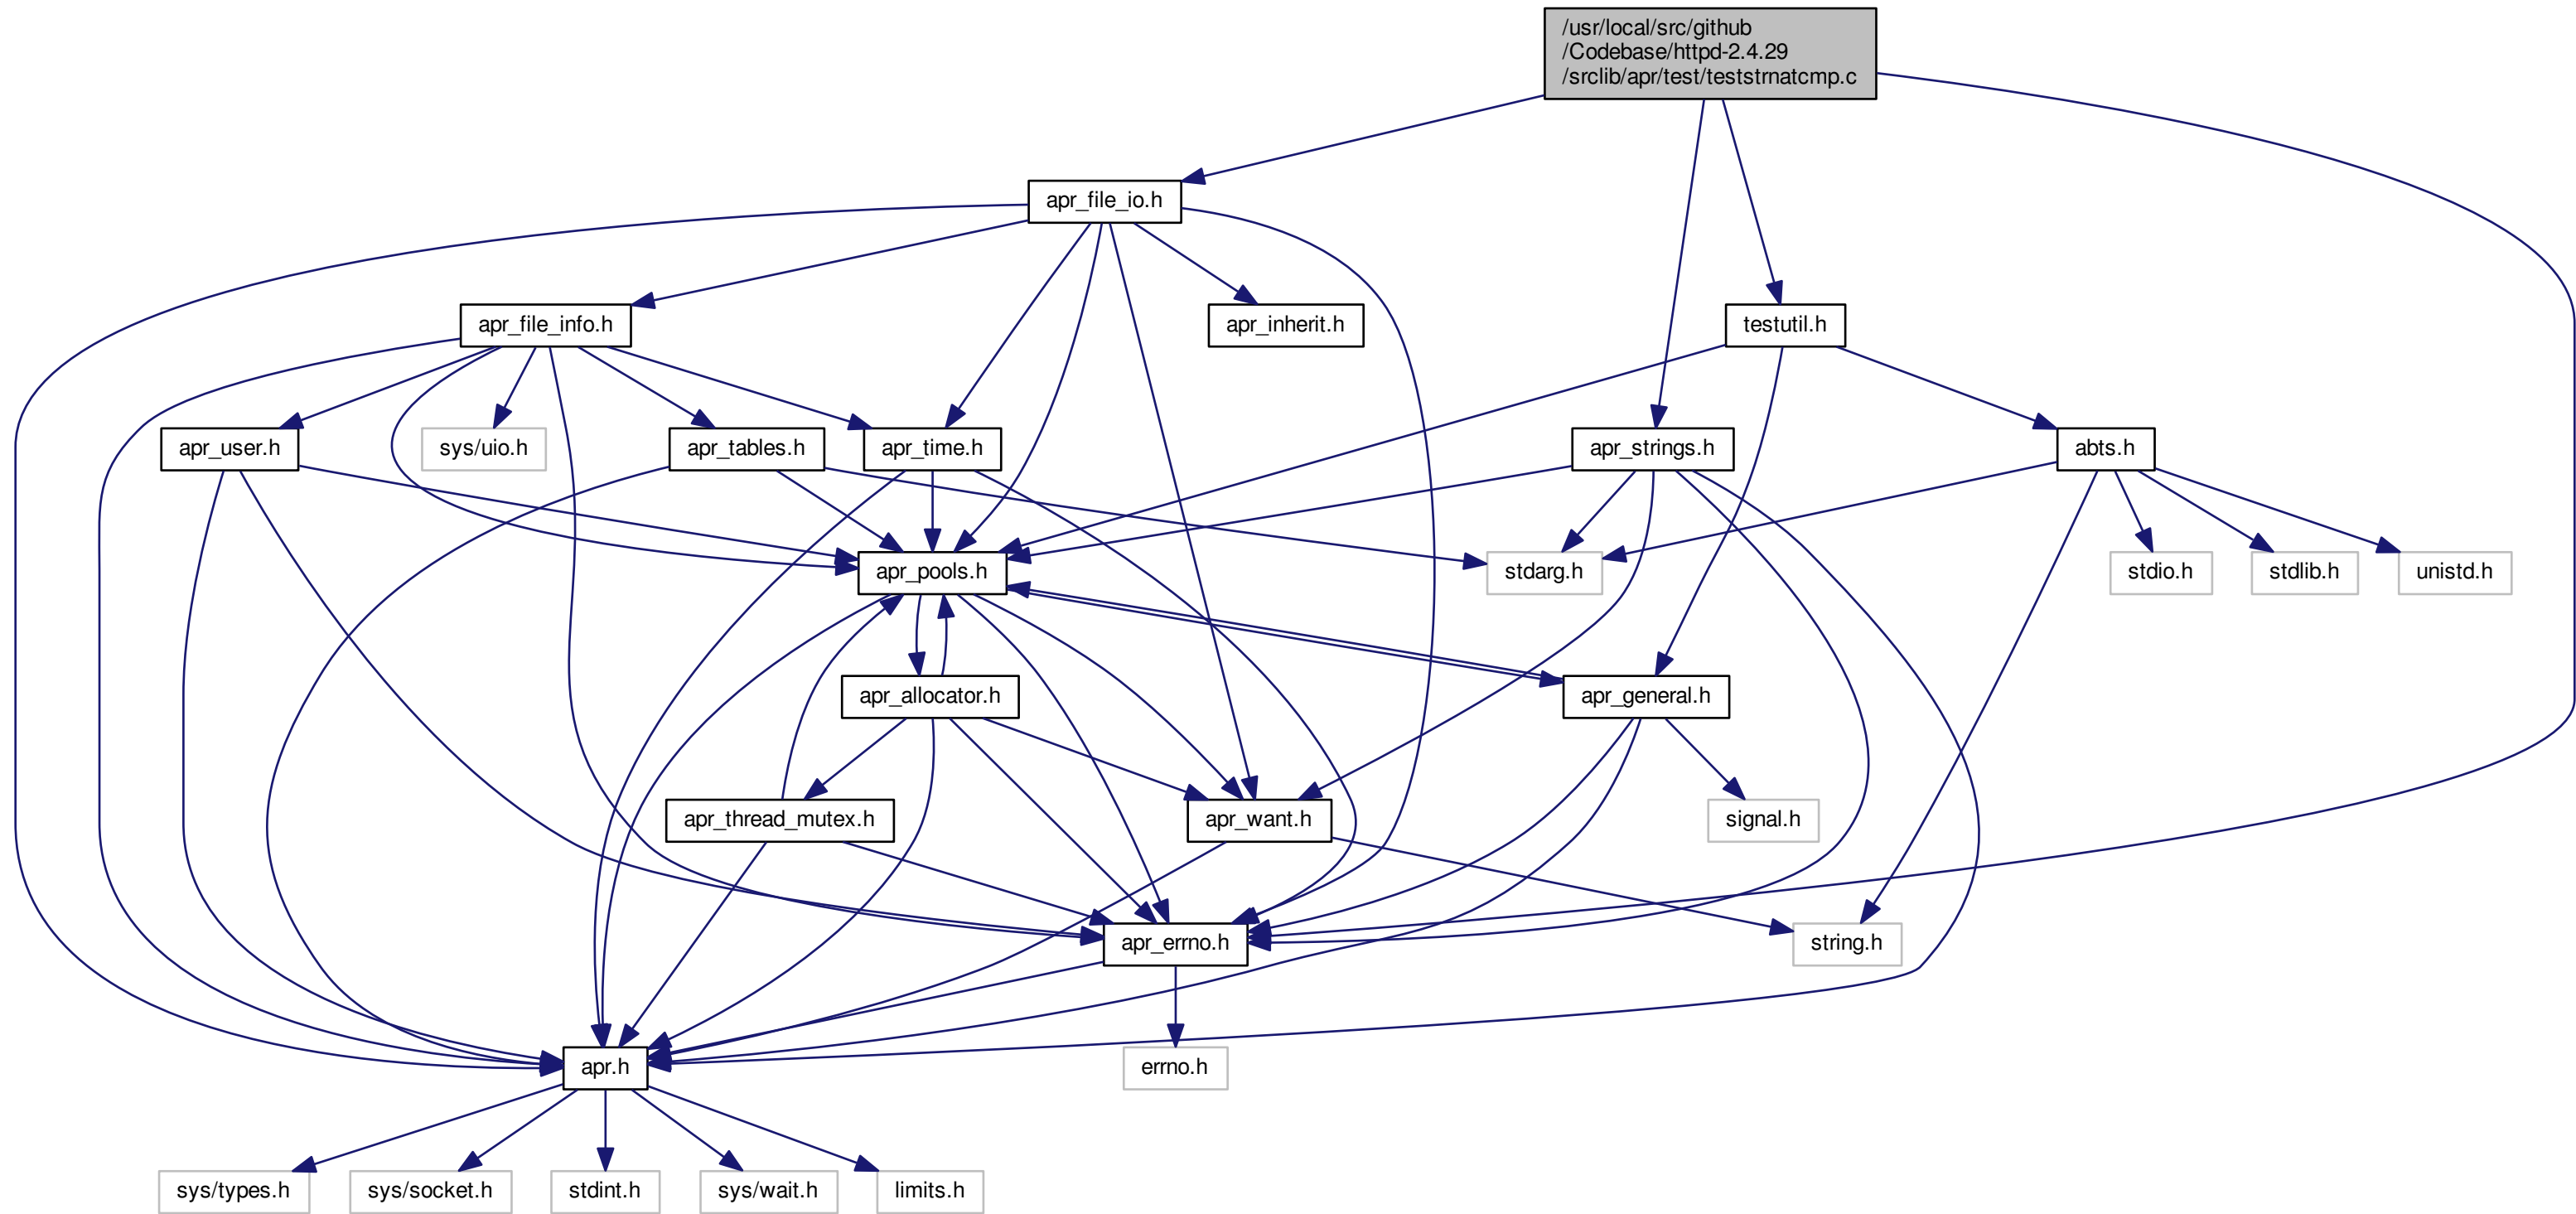 /usr/local/src/github
/Codebase/httpd-2.4.29
/srclib/apr/test/teststrnatcmp.c
apr_file_io.h
apr_file_info.h
apr_inherit.h
testutil.h
apr_user.h
sys/uio.h
apr_tables.h
apr_time.h
apr_strings.h
abts.h
apr_pools.h
stdarg.h
stdio.h
stdlib.h
unistd.h
apr_allocator.h
apr_general.h
apr_thread_mutex.h
apr_want.h
signal.h
apr_errno.h
string.h
apr.h
errno.h
sys/types.h
sys/socket.h
stdint.h
sys/wait.h
limits.h